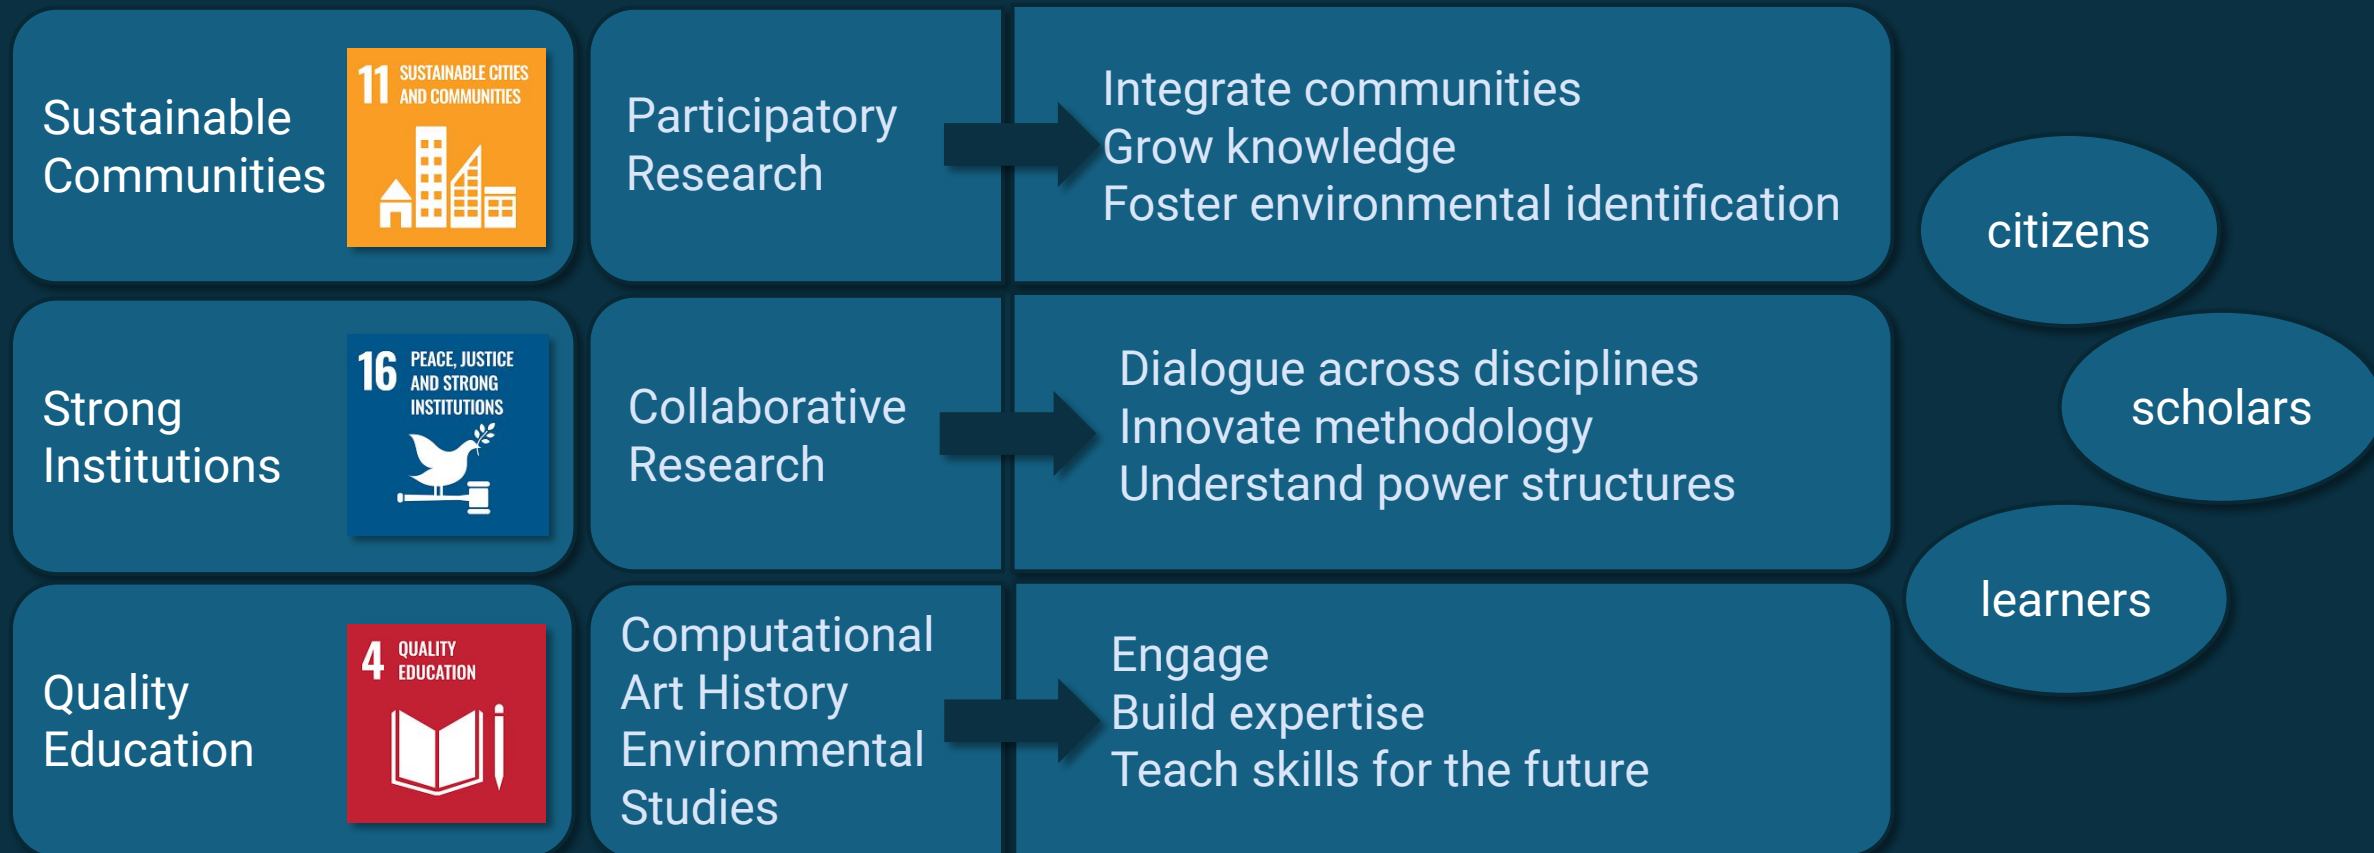 Sustainable
Communities
11 SUSTAINABLE CITIES
AND COMMUNITIES
Participatory
Research
Integrate communities
Grow knowledge
Foster environmental identification
Strong
Institutions
16 PEACE, JUSTICE
AND STRONG
INSTITUTIONS
Collaborative
Research
Dialogue across disciplines
Innovate methodology
Understand power structures
Quality
Education
4 QUALITY
EDUCATION
Computational
Art History
Environmental
Studies
Engage
Build expertise
Teach skills for the future
citizens
scholars
learners